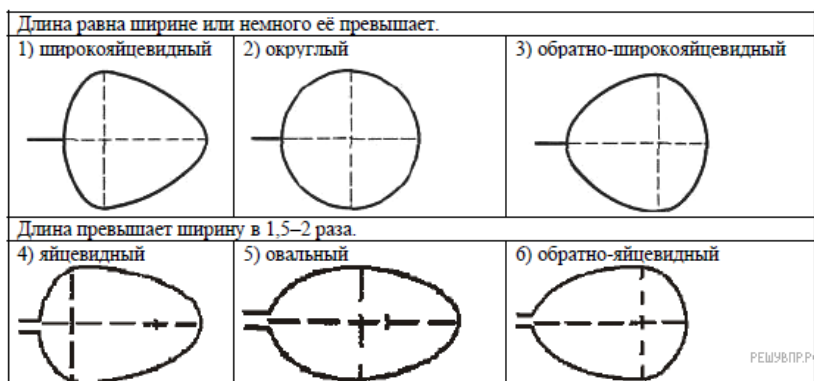 Длина равна ширине или немного её превышает.
1) широкояйцевидный 2) округлый 3) обратно-широкояйцевидный
Длина превышает ширину в 1,5–2 раза.
4) яйцевидный 5) овальный 6) обратно-яйцевидный
РЕШУВПР.РФ